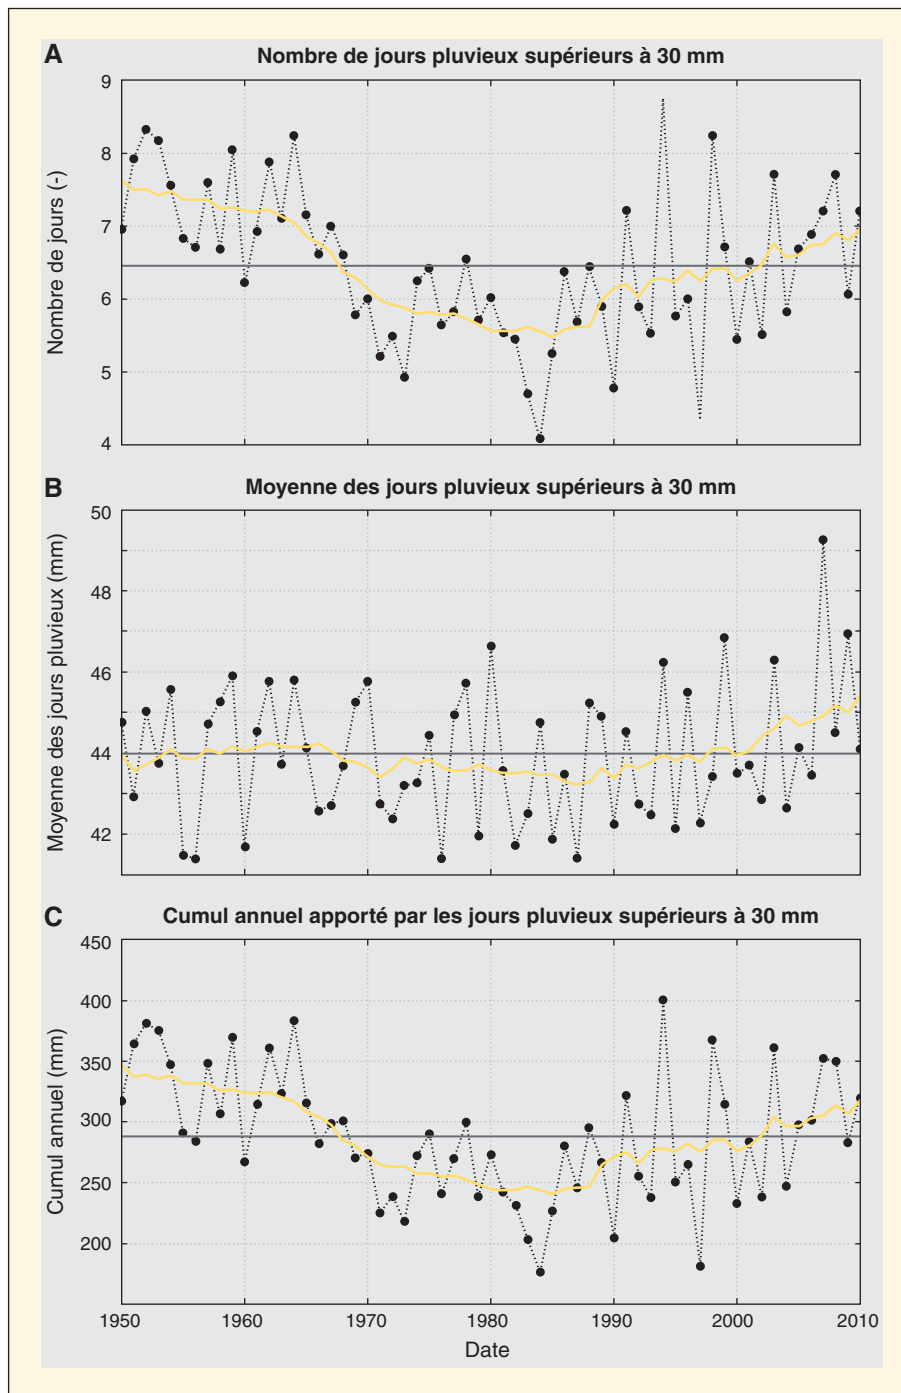 A Nombre de jours pluvieux supérieurs à 30 mm
Nombre de jours (-)
9
8
7
6
5
4
B Moyenne des jours pluvieux supérieurs à 30 mm
Moyenne des jours pluvieux (mm)
50
48
46
44
42
C Cumul annuel apporté par les jours pluvieux supérieurs à 30 mm
Cumul annuel (mm)
450
400
350
300
250
200
1950 1960 1970 1980 1990 2000 2010
Date